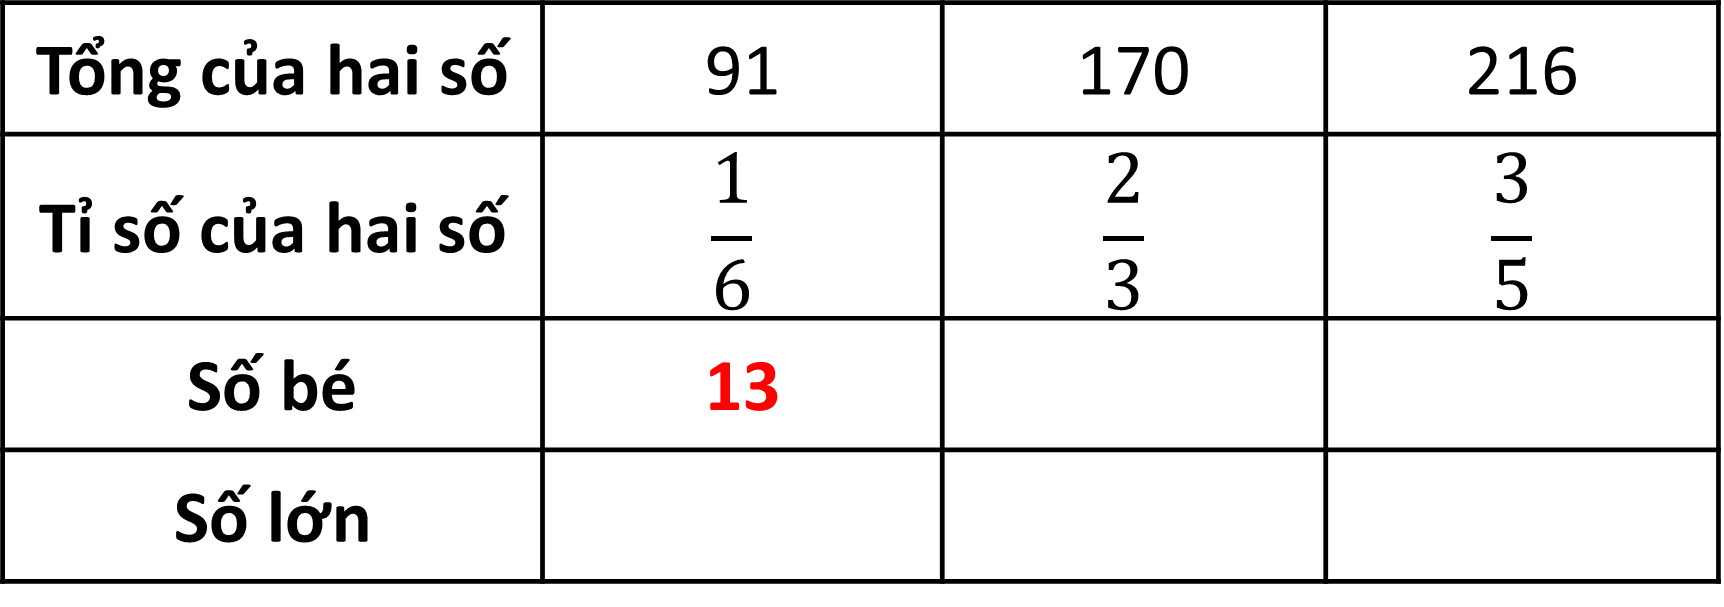 Tổng của hai số 91 170 216
Tỉ số của hai số 1/6 2/3 3/5
Số bé 13
Số lớn